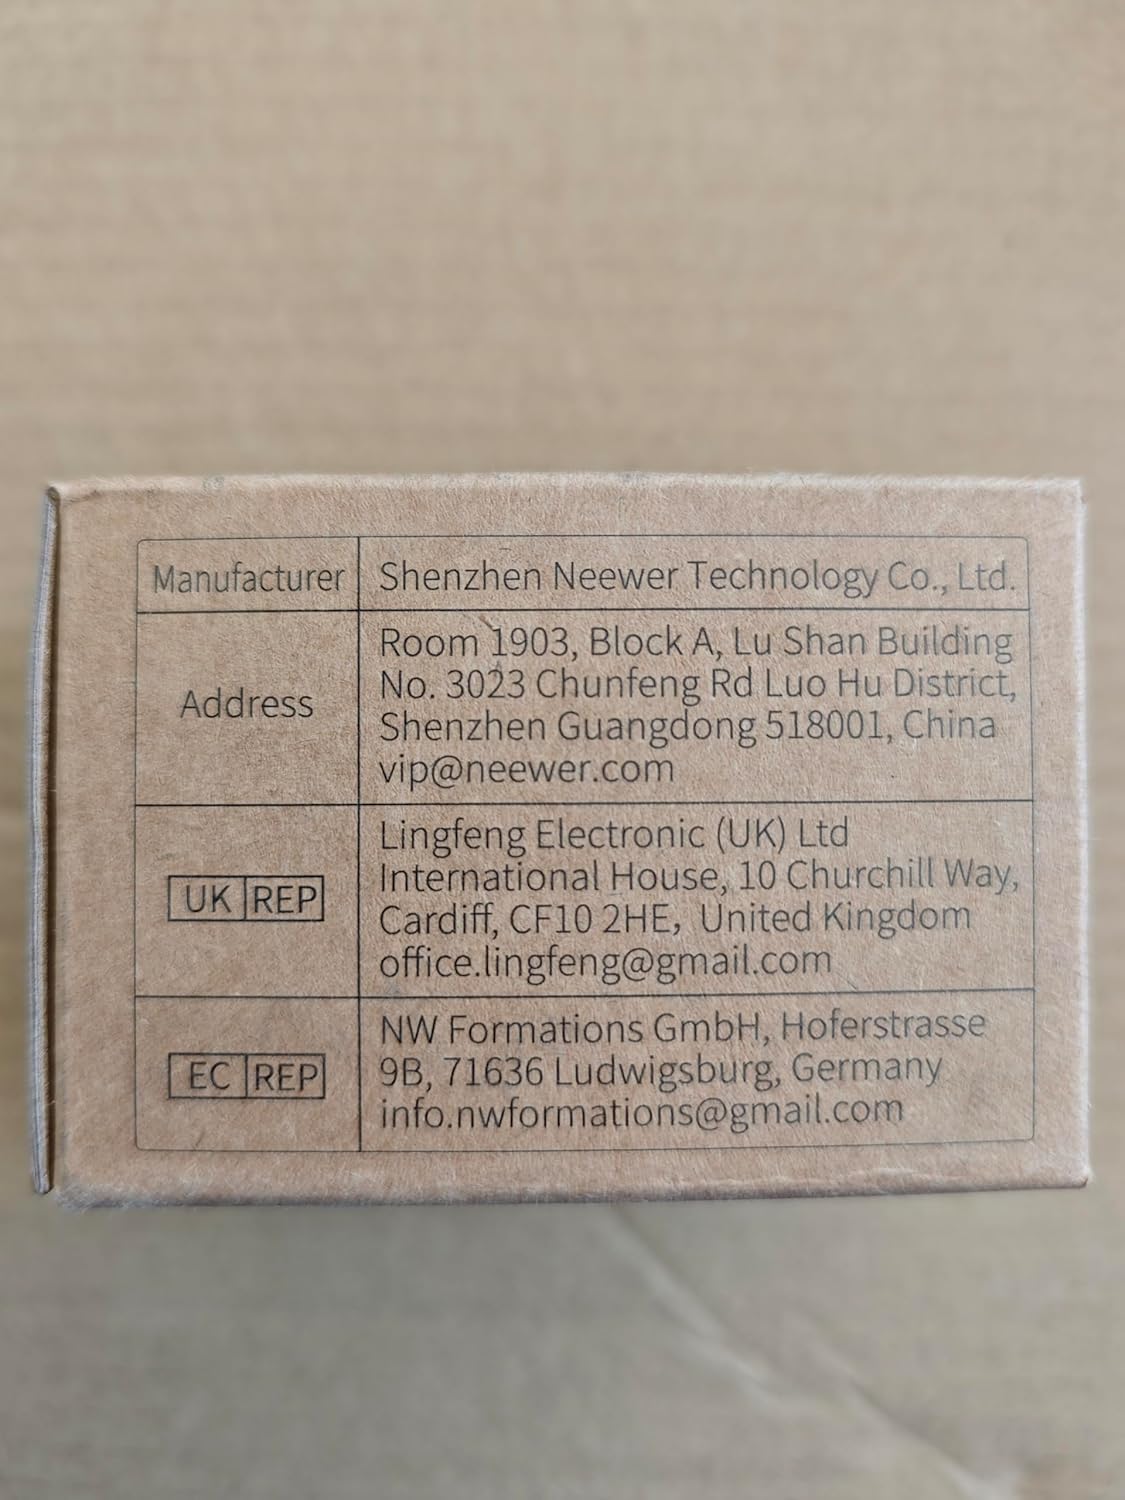 Manufacturer
Shenzhen Neewer Technology Co., Ltd.
Address
Room 1903, Block A, Lu Shan Building
No. 3023 Chunfeng Rd Luo Hu District,
Shenzhen Guangdong 518001, China
vip@neewer.com
UK REP
Lingfeng Electronic (UK) Ltd
International House, 10 Churchill Way,
Cardiff, CF10 2HE, United Kingdom
office.lingfeng@gmail.com
EC REP
NW Formations GmbH, Hoferstrasse
9B, 71636 Ludwigsburg, Germany
info.nwformations@gmail.com